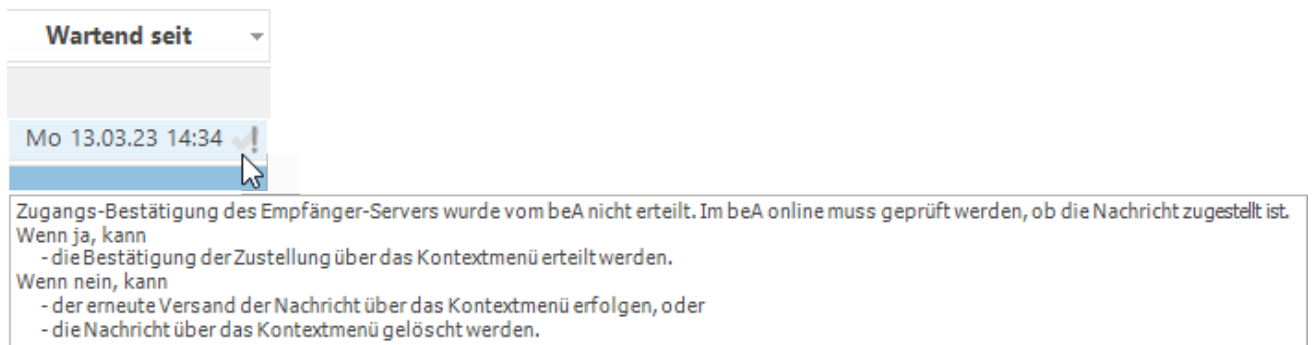 Wartend seit
Mo 13.03.23 14:34
Zugangs-Bestätigung des Empfänger-Servers wurde vom beA nicht erteilt. Im beA online muss geprüft werden, ob die Nachricht zugestellt ist.
Wenn ja, kann
- die Bestätigung der Zustellung über das Kontextmenü erteilt werden.
Wenn nein, kann
- der erneute Versand der Nachricht über das Kontextmenü erfolgen, oder
- die Nachricht über das Kontextmenü gelöscht werden.